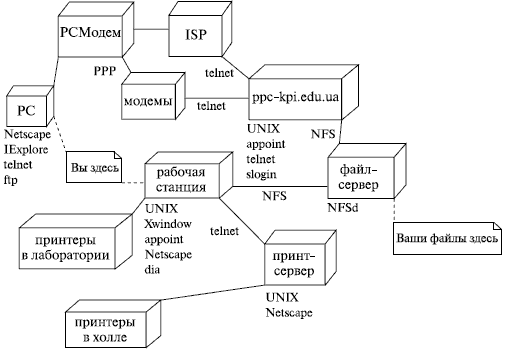 PCМодем
ISP
PPP
telnet
модемы
telnet
ppc-kpi.edu.ua
PC
Netscape
IExplore
telnet
ftp
UNIX
appoint
telnet
slogin
NFS
Вы здесь
рабочая
станция
NFS
файл-
сервер
NFSd
UNIX
Xwindow
appoint
Netscape
dia
telnet
Ваши файлы здесь
принтеры
в лаборатории
принт-
сервер
UNIX
Netscape
принтеры
в холле